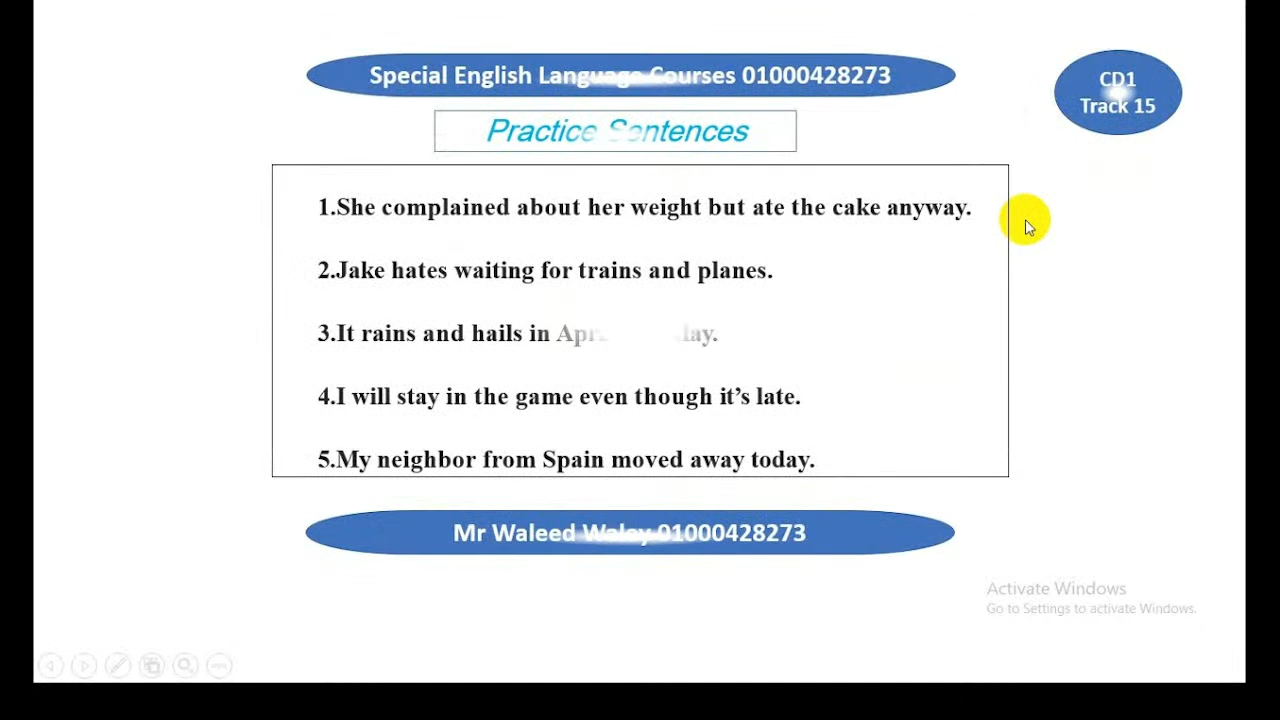 Special English Language Courses 01000428273
CD1
Track 15
Practice Sentences
1.She complained about her weight but ate the cake anyway.
2.Jake hates waiting for trains and planes.
3.It rains and hails in
4.I will stay in the game even though it’s late.
5.My neighbor from Spain moved away today.
Mr Waleed 01000428273
Activate Windows
Go to Settings to activate Windows.